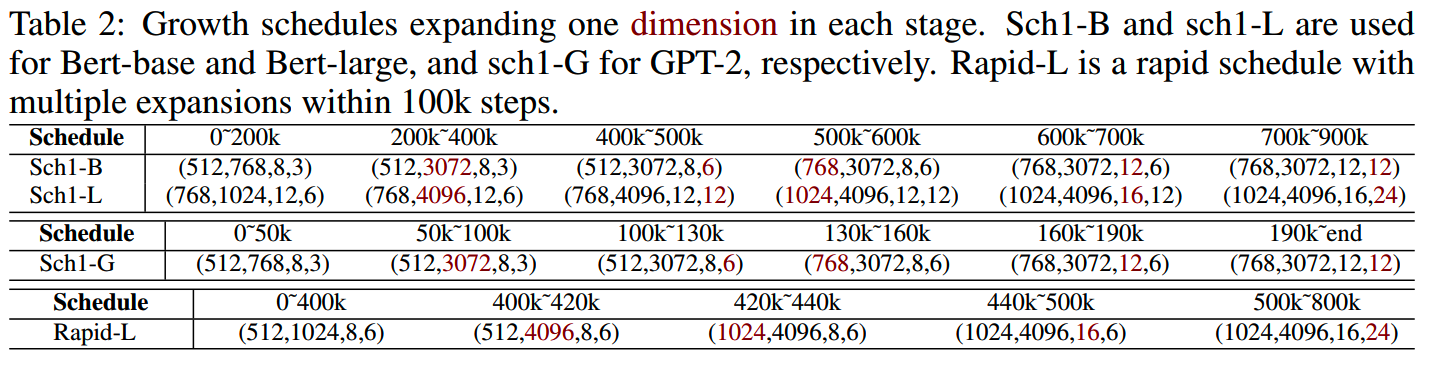 Table 2: Growth schedules expanding one dimension in each stage. Sch1-B and sch1-L are used
for Bert-base and Bert-large, and sch1-G for GPT-2, respectively. Rapid-L is a rapid schedule with
multiple expansions within 100k steps.
Schedule 0~200k 200k~400k 400k~500k 500k~600k 600k~700k 700k~900k
Sch1-B (512,768,8,3) (512,3072,8,3) (512,3072,8,6) (768,3072,8,6) (768,3072,12,6) (768,3072,12,12)
Sch1-L (768,1024,12,6) (768,4096,12,6) (768,4096,12,12) (1024,4096,12,12) (1024,4096,16,12) (1024,4096,16,24)
Schedule 0~50k 50k~100k 100k~130k 130k~160k 160k~190k 190k~end
Sch1-G (512,768,8,3) (512,3072,8,3) (512,3072,8,6) (768,3072,8,6) (768,3072,12,6) (768,3072,12,12)
Schedule 0~400k 400k~420k 420k~440k 440k~500k 500k~800k
Rapid-L (512,1024,8,6) (512,4096,8,6) (1024,4096,8,6) (1024,4096,16,6) (1024,4096,16,24)